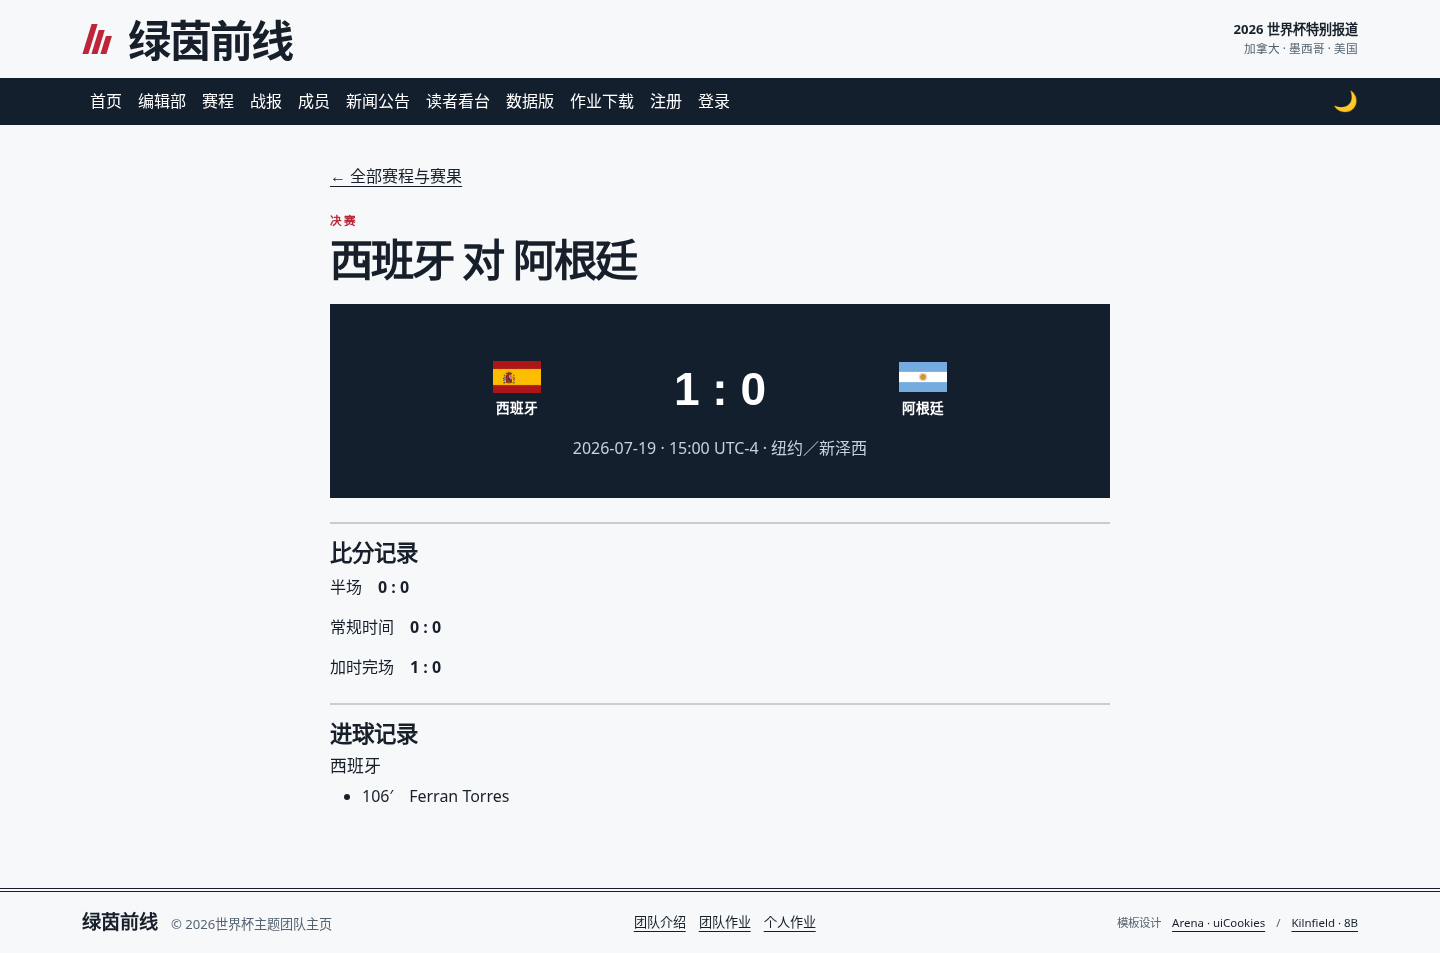 绿茵前线
2026 世界杯特别报道
加拿大 · 墨西哥 · 美国
首页 编辑部 赛程 战报 成员 新闻公告 读者看台 数据版 作业下载 注册 登录
← 全部赛程与赛果
决赛
西班牙 对 阿根廷
1 : 0
西班牙 阿根廷
2026-07-19 · 15:00 UTC-4 · 纽约／新泽西
比分记录
半场 0 : 0
常规时间 0 : 0
加时完场 1 : 0
进球记录
西班牙
• 106′ Ferran Torres
绿茵前线 © 2026世界杯主题团队主页 团队介绍 团队作业 个人作业 模板设计 Arena · uiCookies / Kilnfield · 8B